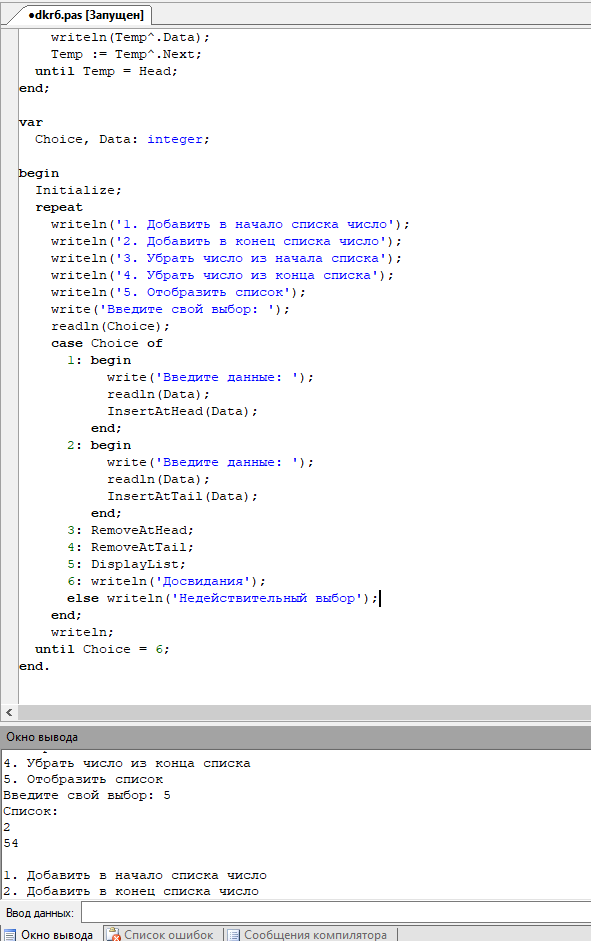 •dkr6.pas [Запущен]
writeln(Temp^.Data);
Temp := Temp^.Next;
until Temp = Head;
end;
var
Choice, Data: integer;
begin
Initialize;
repeat
writeln('1. Добавить в начало списка число');
writeln('2. Добавить в конец списка число');
writeln('3. Убрать число из начала списка');
writeln('4. Убрать число из конца списка');
writeln('5. Отобразить список');
write('Введите свой выбор: ');
readln(Choice);
case Choice of
1: begin
write('Введите данные: ');
readln(Data);
InsertAtHead(Data);
end;
2: begin
write('Введите данные: ');
readln(Data);
InsertAtTail(Data);
end;
3: RemoveAtHead;
4: RemoveAtTail;
5: DisplayList;
6: writeln('Досвидания');
else writeln('Недействительный выбор');
end;
writeln;
until Choice = 6;
end.
Окно вывода
4. Убрать число из конца списка
5. Отобразить список
Введите свой выбор: 5
Список:
2
54
1. Добавить в начало списка число
2. Добавить в конец списка число
Ввод данных:
Окно вывода Список ошибок Сообщения компилятора